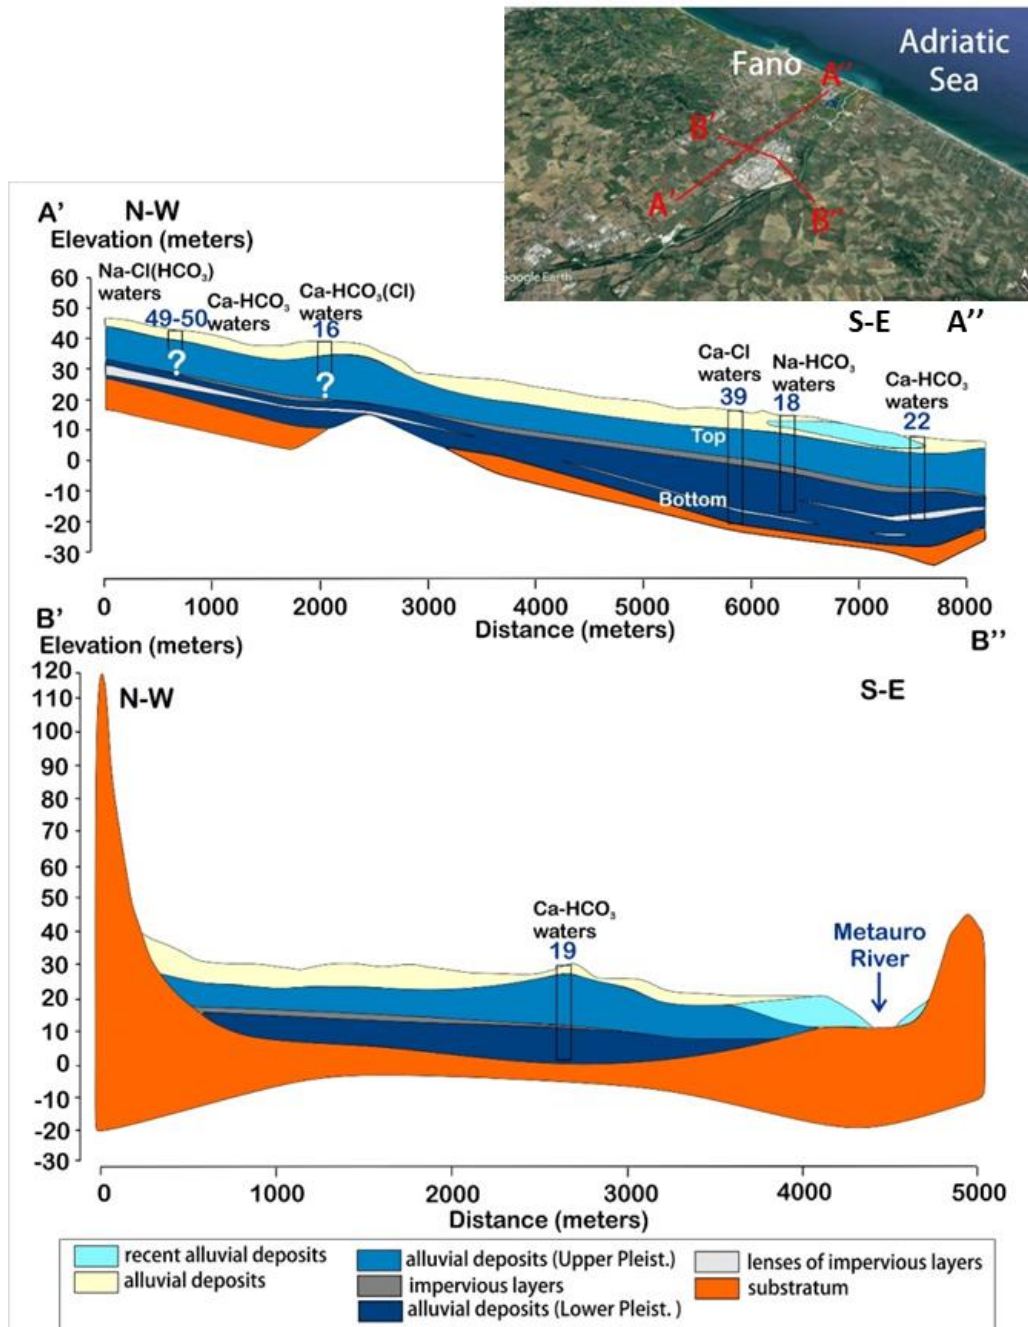 Fano
Adriatic
Sea
A''
B'
A'
B''
Google Earth
A'
N-W
Elevation (meters)
S-E
A''
60
50
40
30
20
10
0
-10
-20
-30
Na-Cl(HCO₃)
waters
49-50
Ca-HCO₃
waters
Ca-HCO₃(Cl)
waters
16
?
?
Ca-Cl
waters
39
Na-HCO₃
waters
18
Ca-HCO₃
waters
22
Top
Bottom
0
1000
2000
3000
4000
5000
6000
7000
8000
Distance (meters)
B'
Elevation (meters)
B''
N-W
S-E
120
110
100
90
80
70
60
50
40
30
20
10
0
-10
-20
-30
Ca-HCO₃
waters
19
Metauro
River
0
1000
2000
3000
4000
5000
Distance (meters)
recent alluvial deposits
alluvial deposits
alluvial deposits (Upper Pleist.)
impervious layers
alluvial deposits (Lower Pleist. )
lenses of impervious layers
substratum